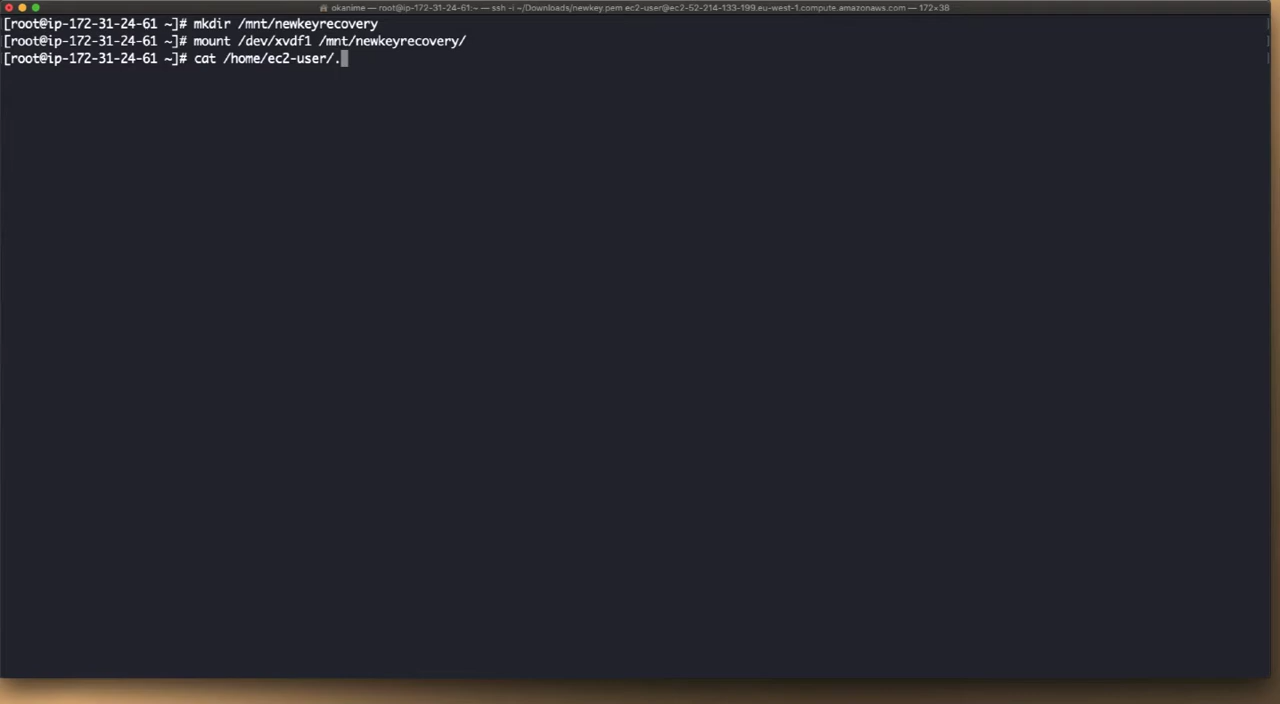 okanime — root@ip-172-31-24-61:~ — ssh -i ~/Downloads/newkey.pem ec2-user@ec2-52-214-133-199.eu-west-1.compute.amazonaws.com — 172×38
[root@ip-172-31-24-61 ~]# mkdir /mnt/newkeyrecovery
[root@ip-172-31-24-61 ~]# mount /dev/xvdf1 /mnt/newkeyrecovery/
[root@ip-172-31-24-61 ~]# cat /home/ec2-user/.